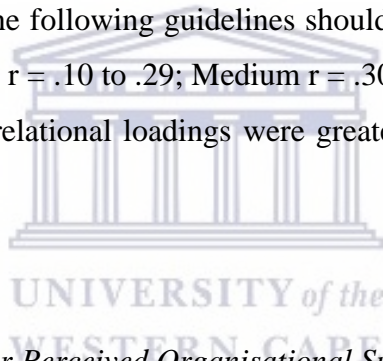 he following guidelines should
r = .10 to .29; Medium r = .30
relational loadings were greate
UNIVERSITY of the
WESTERN CAPE
r Perceived Organisational Su